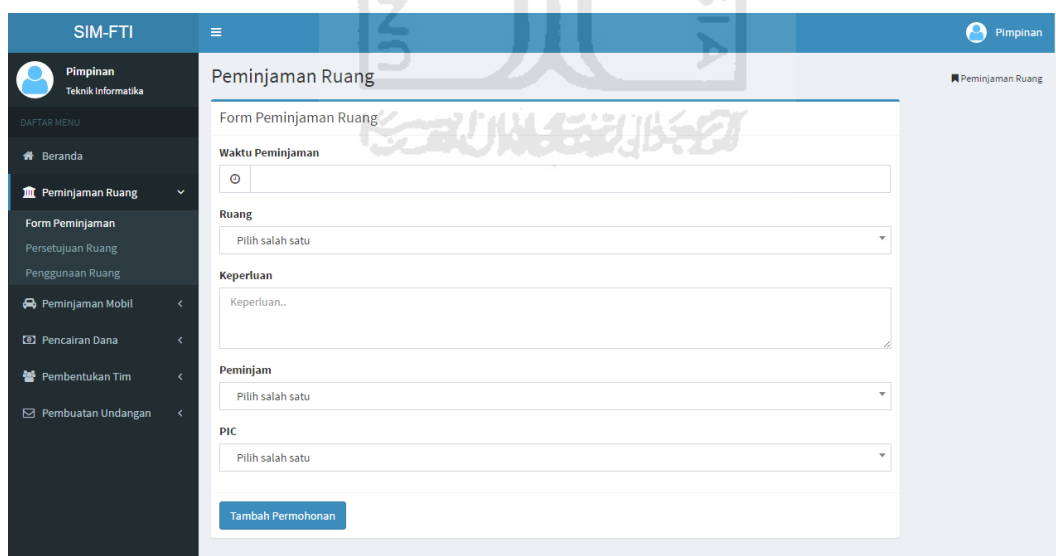 SIM-FTI
Pimpinan
Pimpinan
Teknik Informatika
Peminjaman Ruang
Peminjaman Ruang
DAFTAR MENU
Beranda
Peminjaman Ruang
Form Peminjaman
Persetujuan Ruang
Penggunaan Ruang
Peminjaman Mobil
Pencairan Dana
Pembentukan Tim
Pembuatan Undangan
Form Peminjaman Ruang
Waktu Peminjaman
Ruang
Pilih salah satu
Keperluan
Keperluan..
Peminjam
Pilih salah satu
PIC
Pilih salah satu
Tambah Permohonan